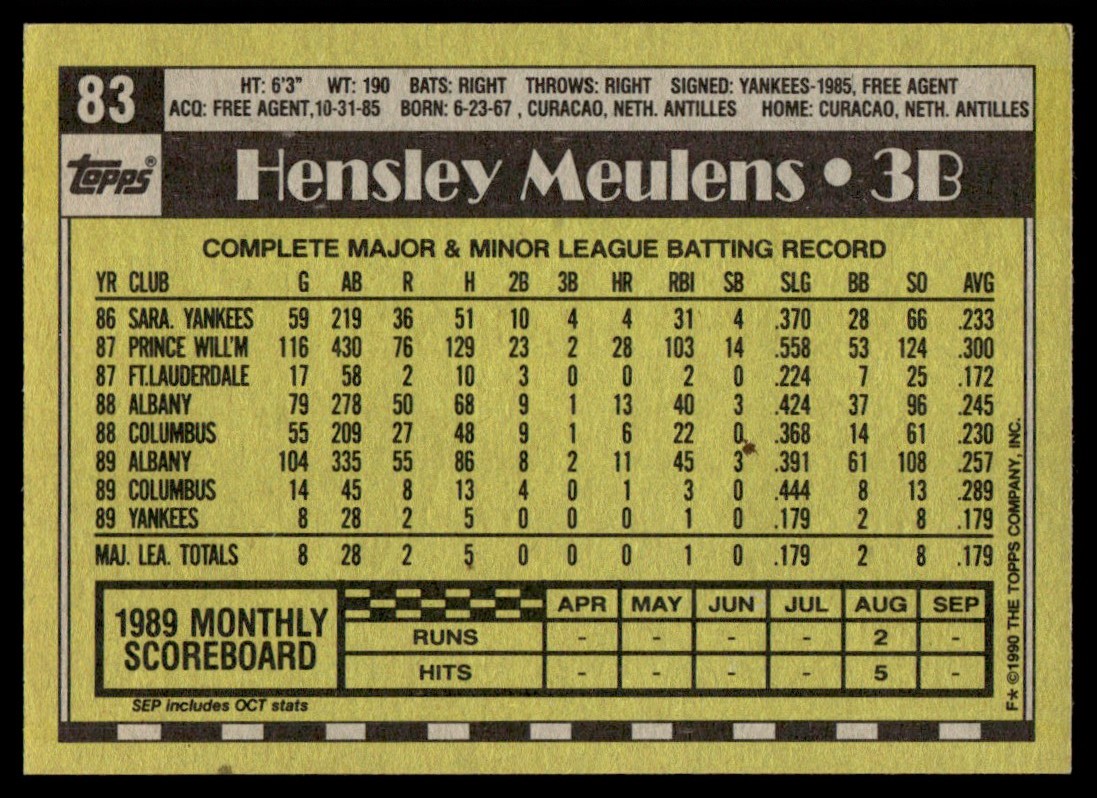 83
HT: 6'3" WT: 190 BATS: RIGHT THROWS: RIGHT SIGNED: YANKEES-1985, FREE AGENT
ACQ: FREE AGENT,10-31-85 BORN: 6-23-67 , CURACAO, NETH. ANTILLES HOME: CURACAO, NETH. ANTILLES
Topps® Hensley Meulens • 3B
COMPLETE MAJOR & MINOR LEAGUE BATTING RECORD
YR CLUB G AB R H 2B 3B HR RBI SB SLG BB SO AVG
86 SARA. YANKEES 59 219 36 51 10 4 4 31 4 .370 28 66 .233
87 PRINCE WILL'M 116 430 76 129 23 2 28 103 14 .558 53 124 .300
87 FT.LAUDERDALE 17 58 2 10 3 0 0 2 0 .224 7 25 .172
88 ALBANY 79 278 50 68 9 1 13 40 3 .424 37 96 .245
88 COLUMBUS 55 209 27 48 9 1 6 22 0 .368 14 61 .230
89 ALBANY 104 335 55 86 8 2 11 45 3 .391 61 108 .257
89 COLUMBUS 14 45 8 13 4 0 1 3 0 .444 8 13 .289
89 YANKEES 8 28 2 5 0 0 0 1 0 .179 2 8 .179
MAJ. LEA. TOTALS 8 28 2 5 0 0 0 1 0 .179 2 8 .179
1989 MONTHLY
SCOREBOARD
APR MAY JUN JUL AUG SEP
RUNS - - - - 2 -
HITS - - - - 5 -
SEP includes OCT stats
F* ©1990 THE TOPPS COMPANY, INC.